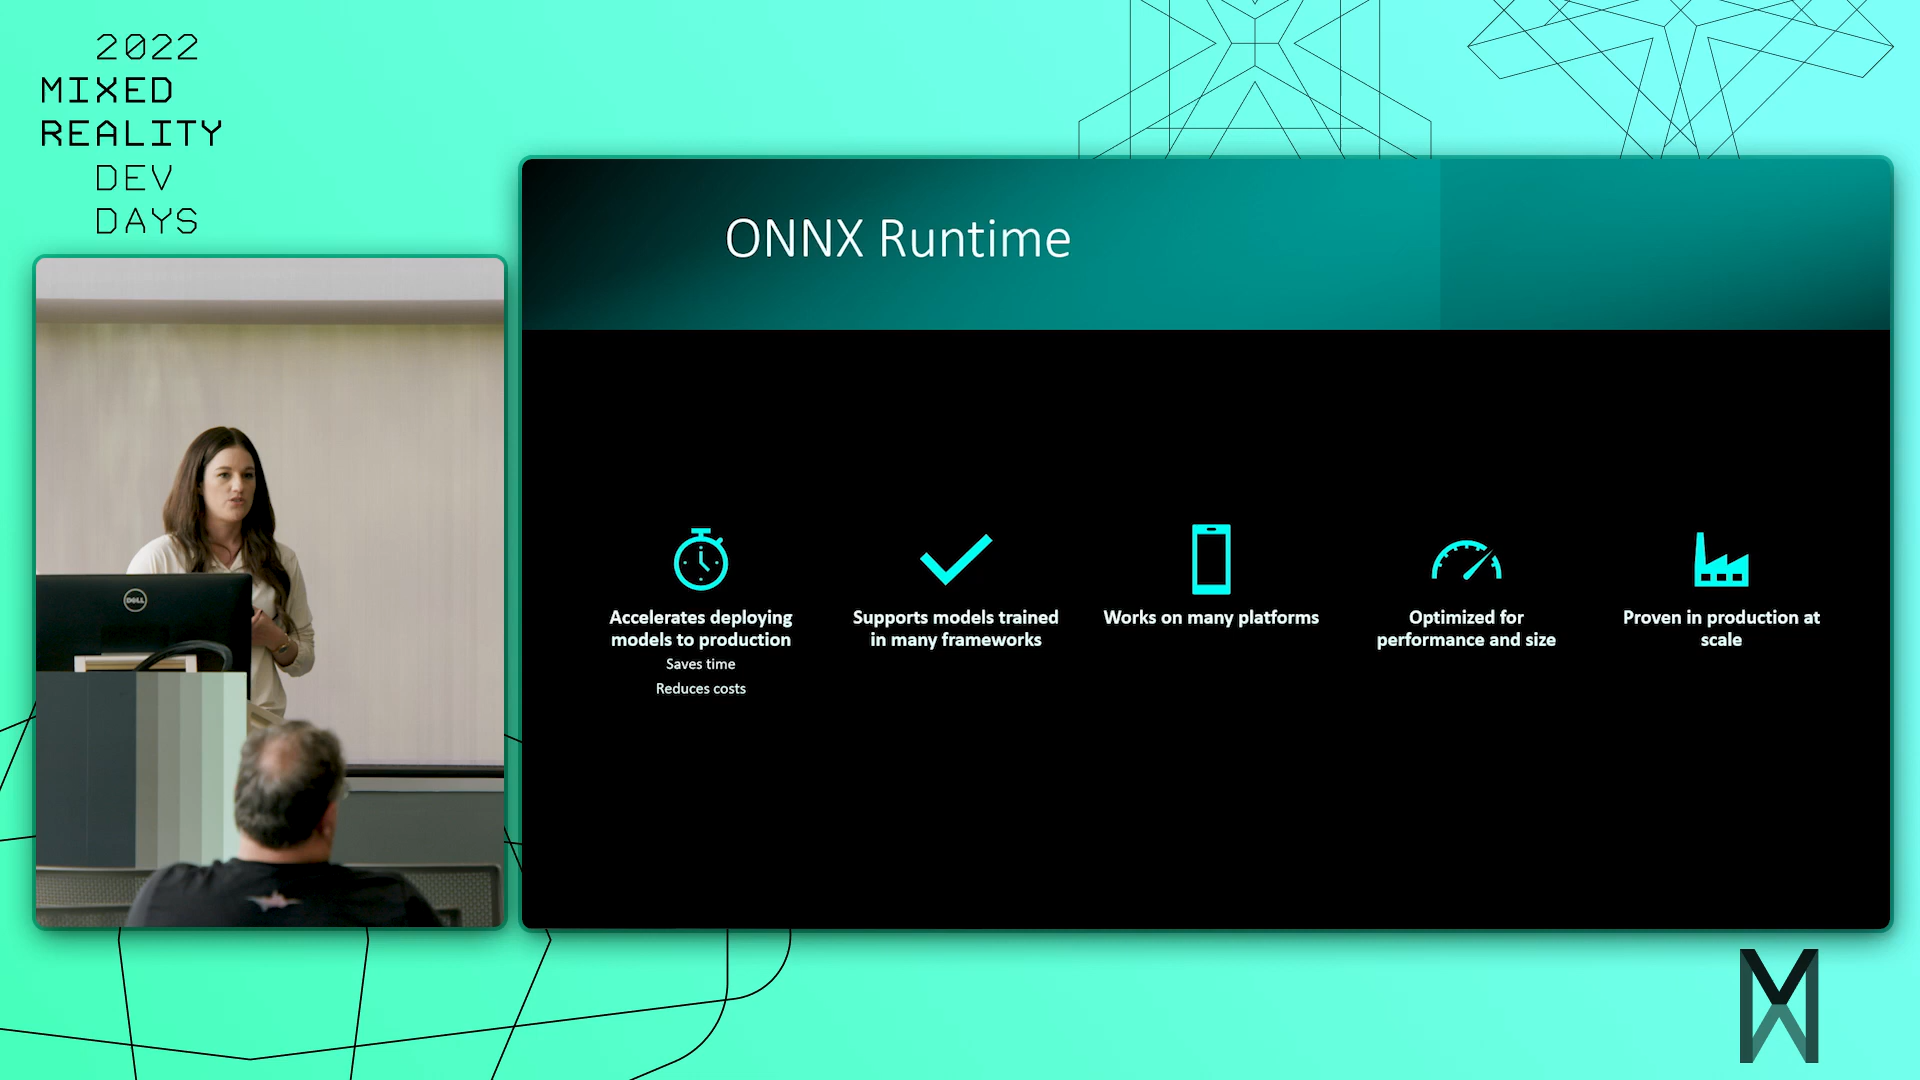 2022
MIXED
REALITY
DEV
DAYS
ONNX Runtime
Accelerates deploying
models to production
Saves time
Reduces costs
Supports models trained
in many frameworks
Works on many platforms
Optimized for
performance and size
Proven in production at
scale
DELL